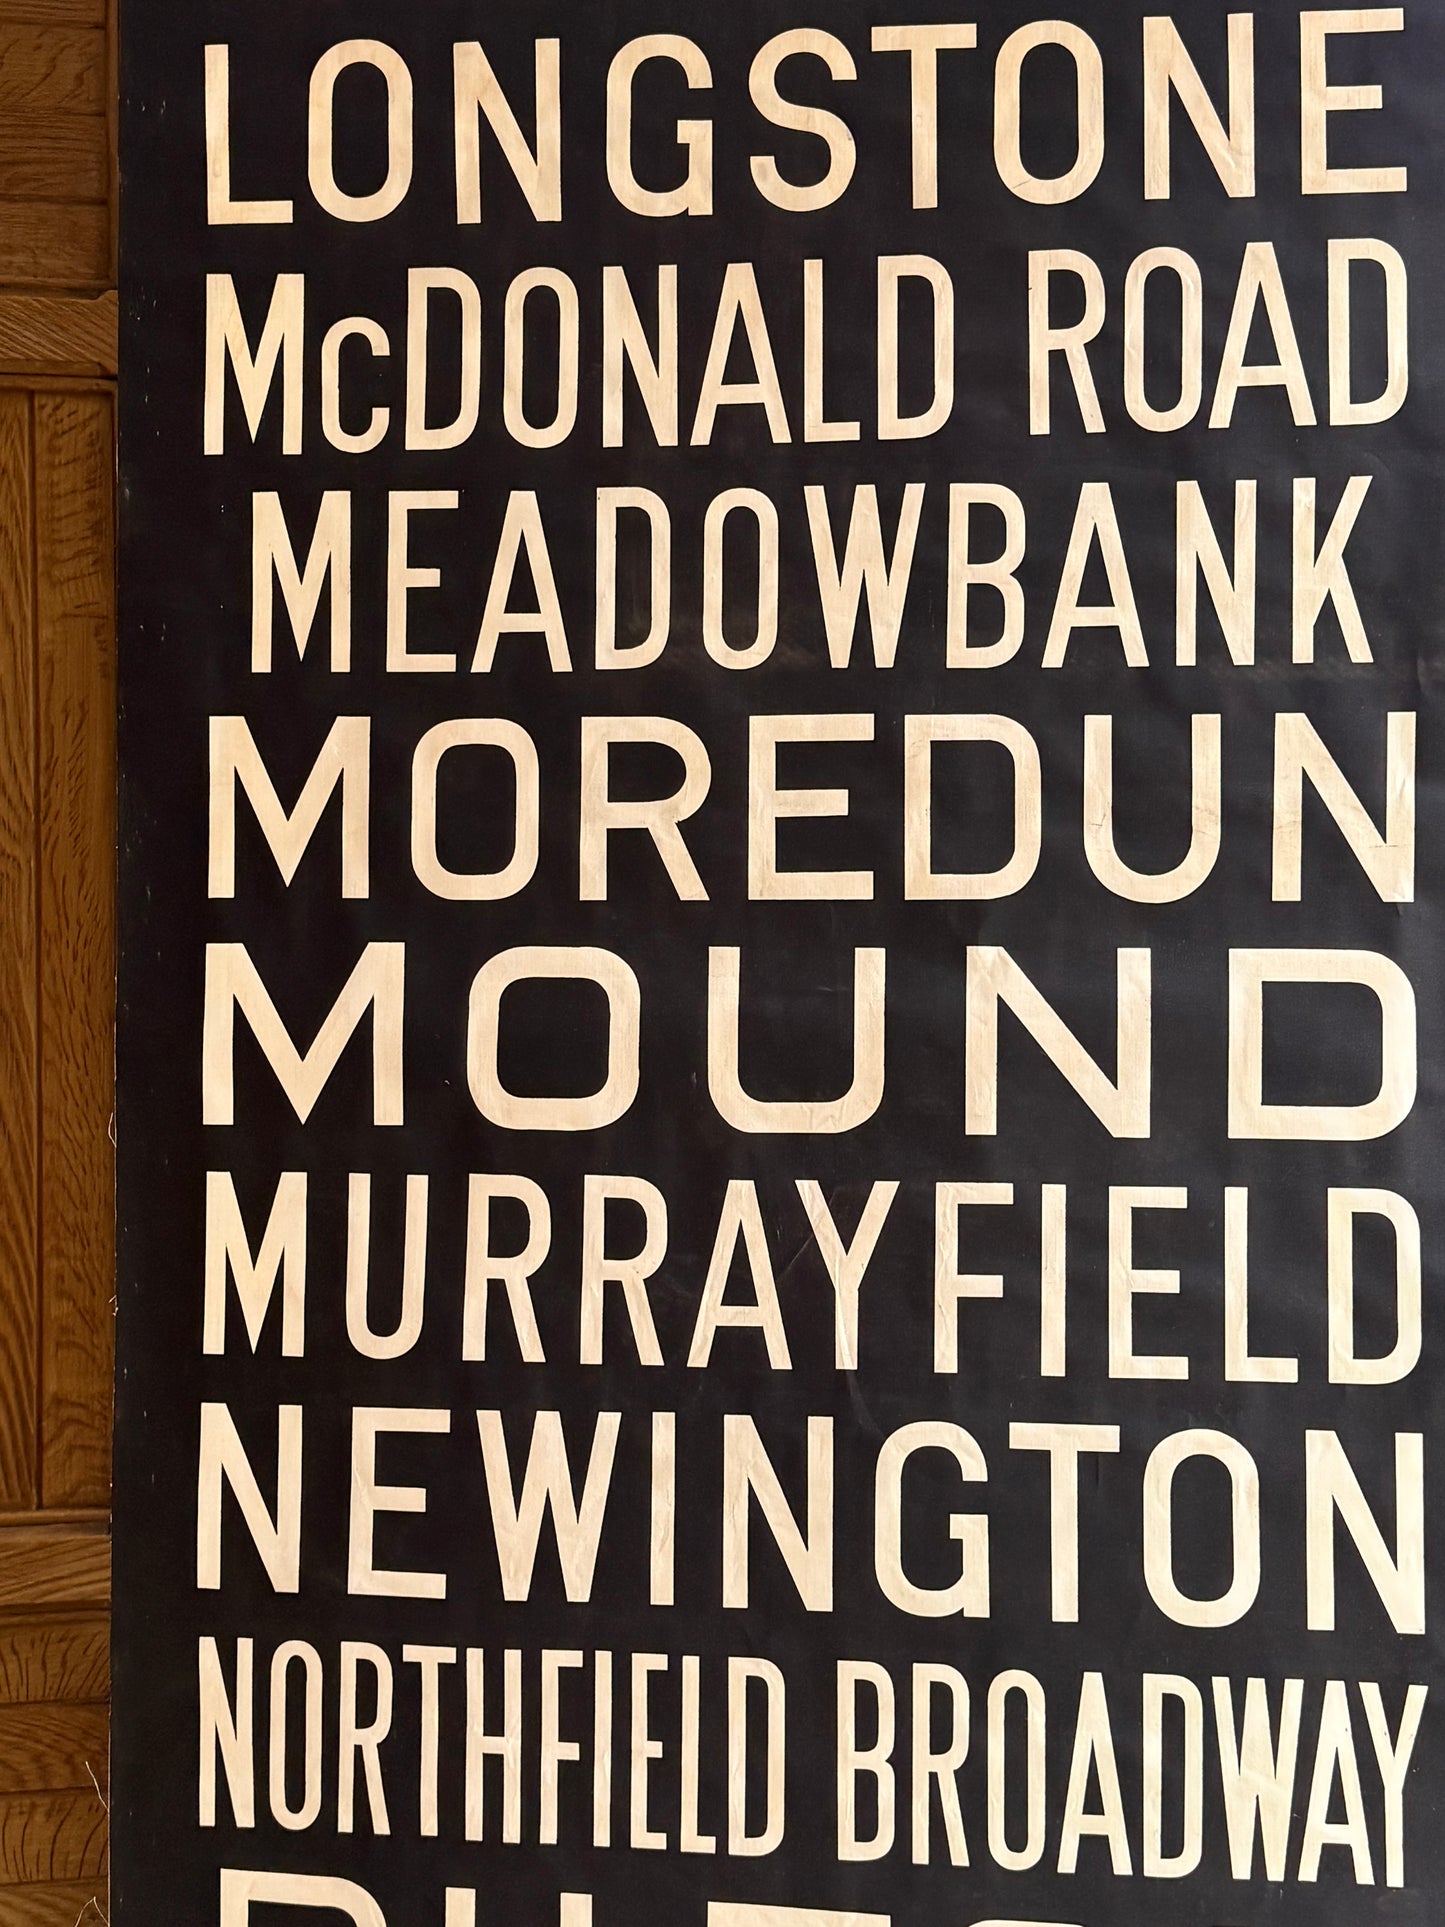 LONGSTONE
McDONALD ROAD
MEADOWBANK
MOREDUN
MOUND
MURRAYFIELD
NEWINGTON
NORTHFIELD BROADWAY